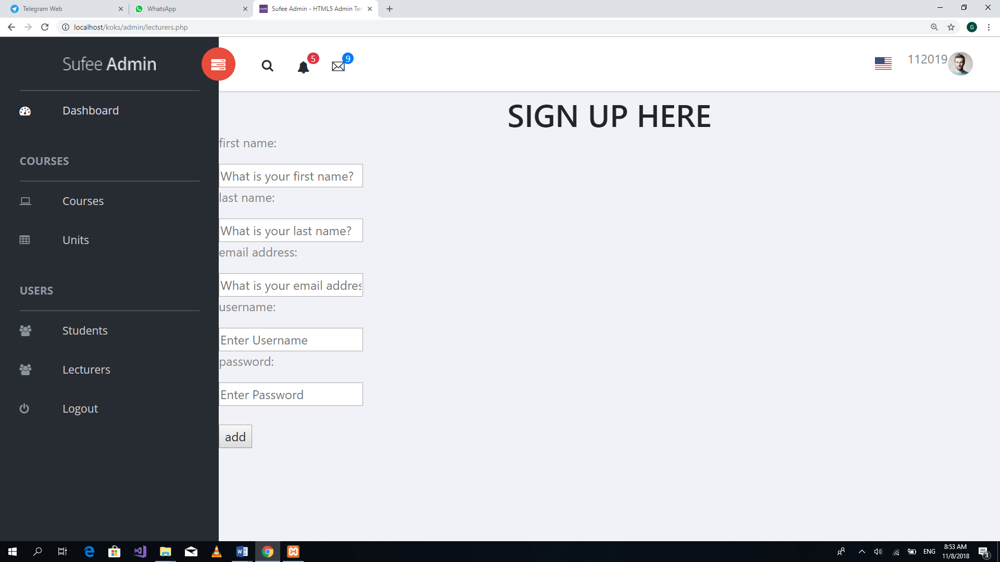 Telegram Web
WhatsApp
Sufee Admin - HTML5 Admin Ter
localhost/koks/admin/lecturers.php
G
Sufee Admin
5
9
112019
Dashboard
COURSES
Courses
Units
USERS
Students
Lecturers
Logout
SIGN UP HERE
first name:
What is your first name?
last name:
What is your last name?
email address:
What is your email addres
username:
Enter Username
password:
Enter Password
add
ENG
8:53 AM
11/8/2018
3